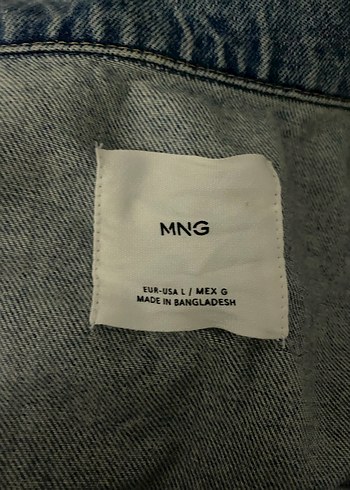 MNG
EUR-USA L / MEX G
MADE IN BANGLADESH